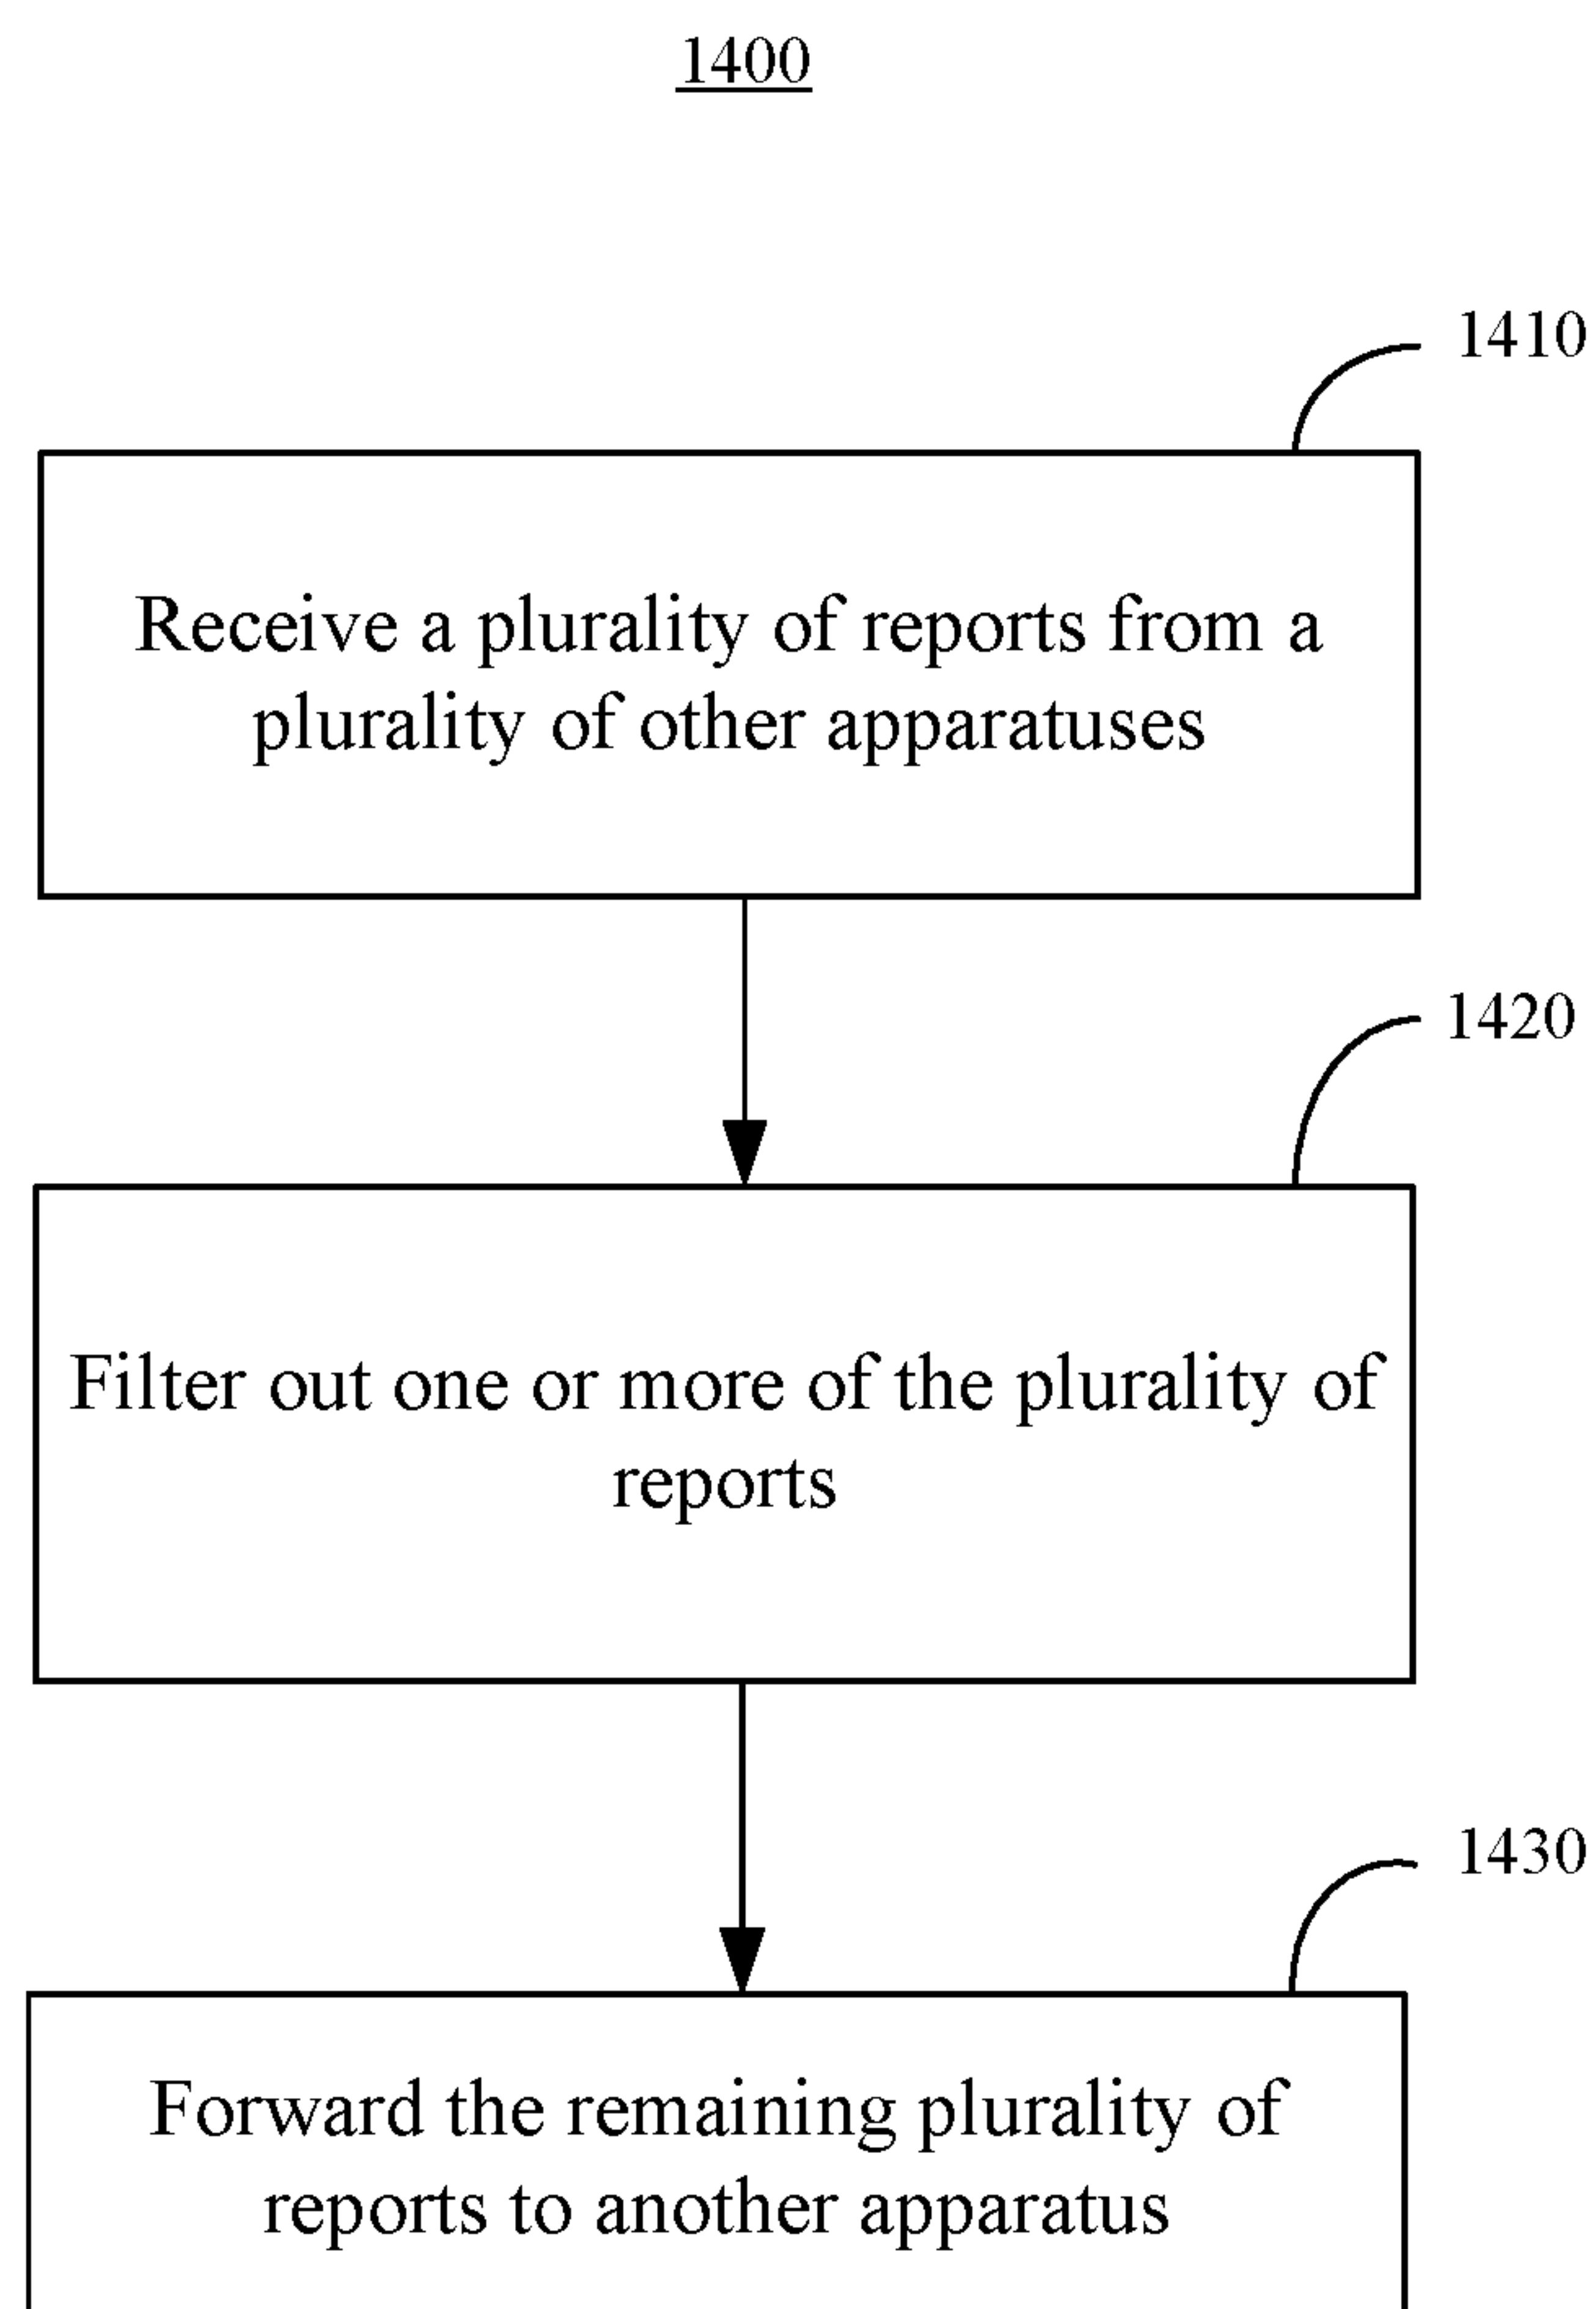 1400
1410
Receive a plurality of reports from a
plurality of other apparatuses
1420
Filter out one or more of the plurality of
reports
1430
Forward the remaining plurality of
reports to another apparatus